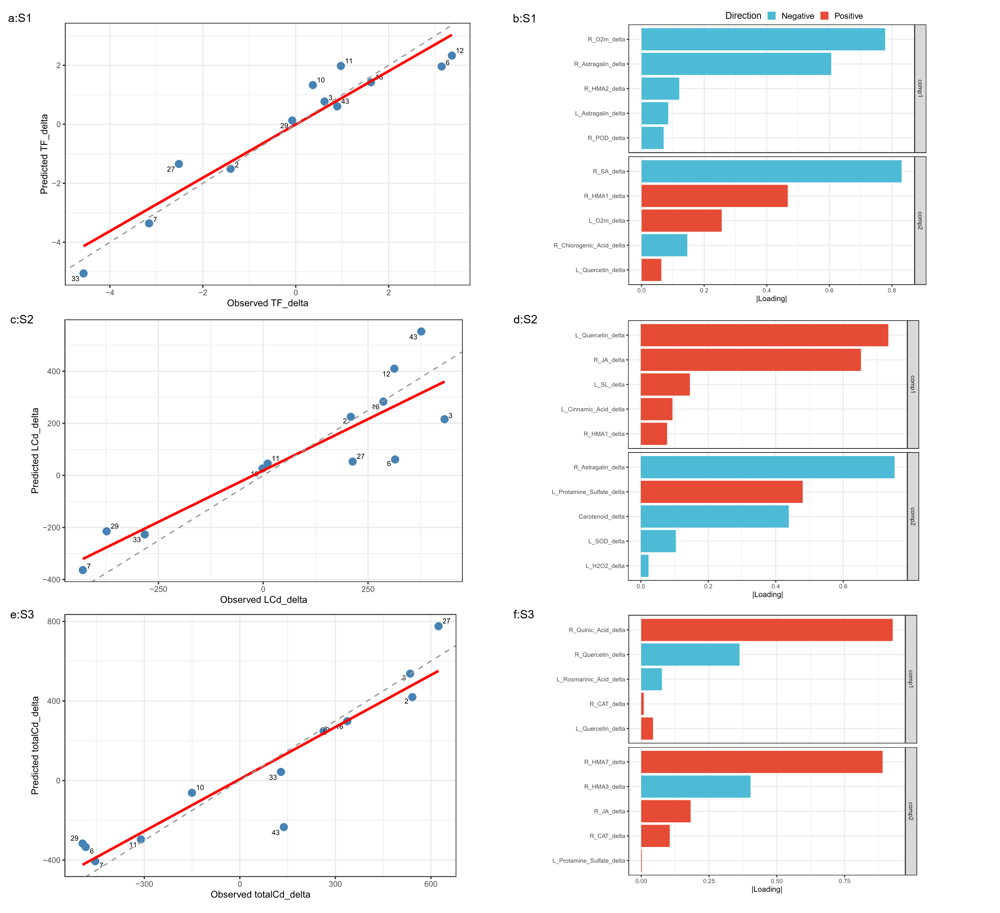 a:S1
Predicted TF_delta
2
0
−2
−4
12
6
11
16
10
3
43
29
27
2
7
33
−4
−2
0
2
Observed TF_delta
b:S1
Direction Negative Positive
R_O2m_delta
R_Astragalin_delta
R_HMA2_delta
L_Astragalin_delta
R_POD_delta
comp1
R_SA_delta
R_HMA1_delta
L_O2m_delta
R_Chlorogenic_Acid_delta
L_Quercetin_delta
comp2
0.0
0.2
0.4
0.6
0.8
|Loading|
c:S2
Predicted LCd_delta
400
200
0
−200
−400
43
12
16
2
3
27
6
11
10
29
33
7
−250
0
250
Observed LCd_delta
d:S2
L_Quercetin_delta
R_JA_delta
L_SL_delta
L_Cinnamic_Acid_delta
R_HMA1_delta
comp1
R_Astragalin_delta
L_Protamine_Sulfate_delta
Carotenoid_delta
L_SOD_delta
L_H2O2_delta
comp2
0.0
0.2
0.4
0.6
|Loading|
e:S3
Predicted totalCd_delta
800
400
0
−400
27
3
2
16
33
10
43
29
6
11
7
−300
0
300
600
Observed totalCd_delta
f:S3
R_Quinic_Acid_delta
R_Quercetin_delta
L_Rosmarinic_Acid_delta
R_CAT_delta
L_Quercetin_delta
comp1
R_HMA7_delta
R_HMA3_delta
R_JA_delta
R_CAT_delta
L_Protamine_Sulfate_delta
comp2
0.00
0.25
0.50
0.75
|Loading|